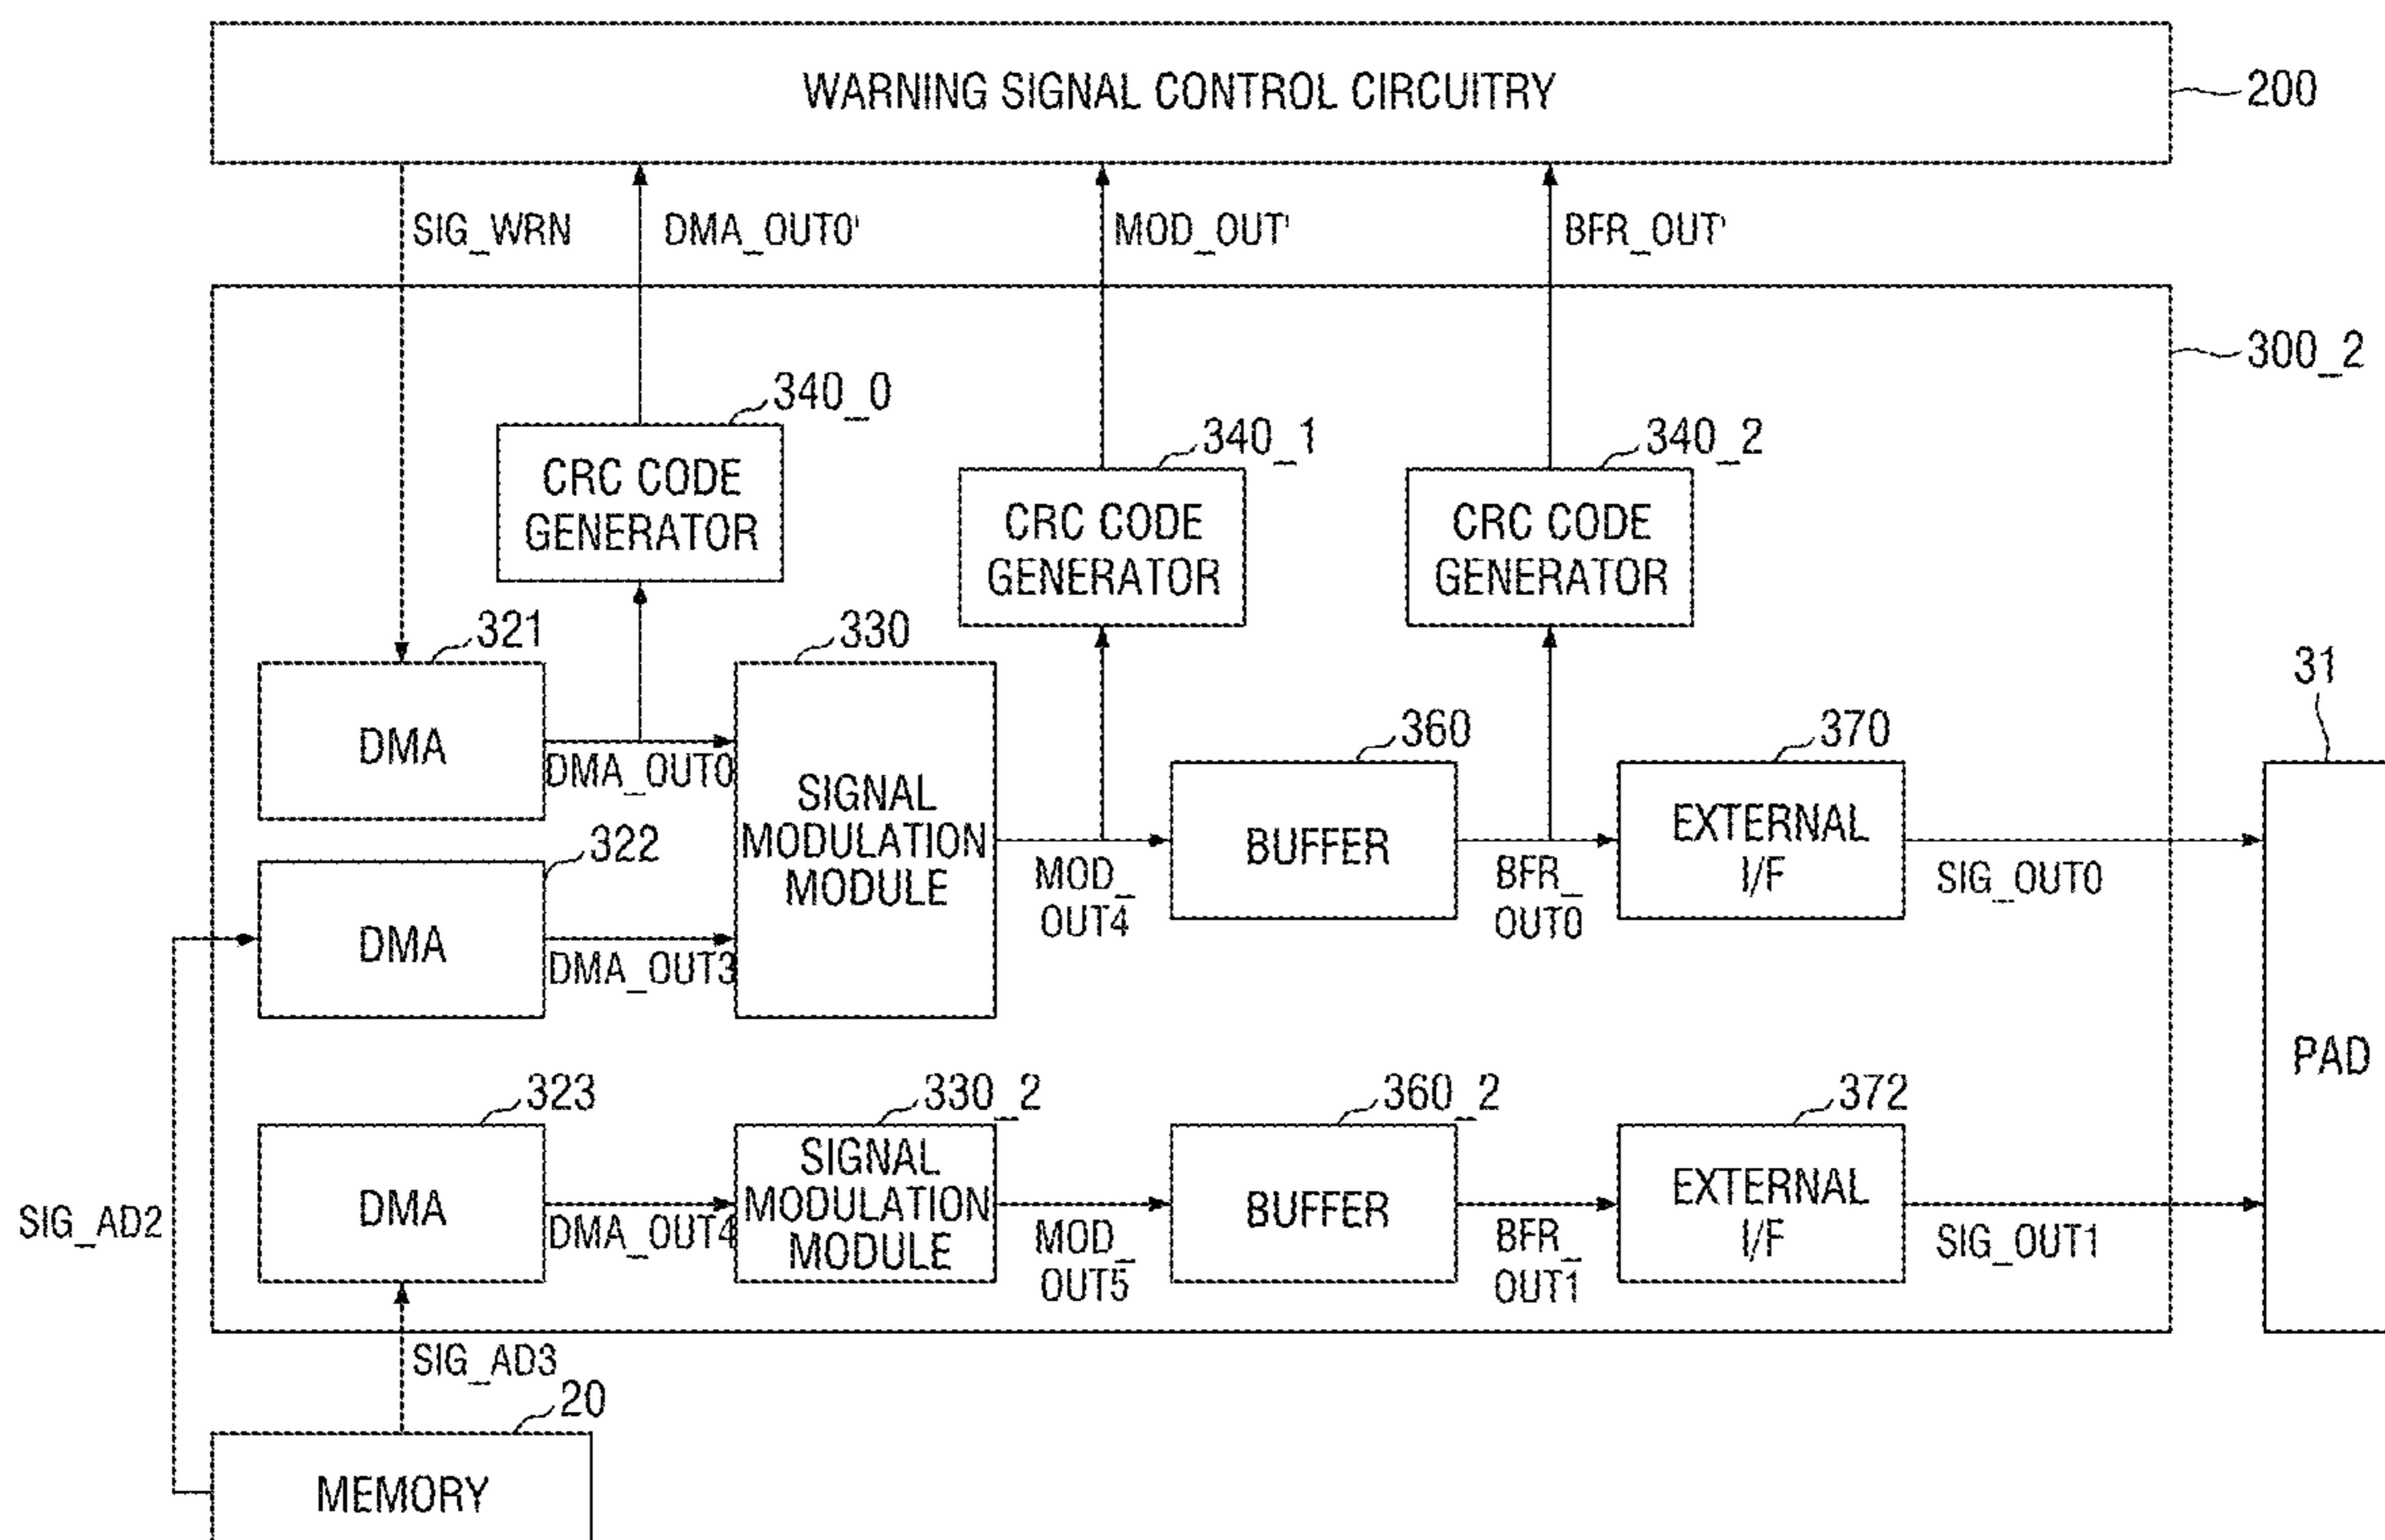 WARNING SIGNAL CONTROL CIRCUITRY
200
SIG_WRN
DMA_OUT0'
MOD_OUT'
BFR_OUT'
300_2
340_0
CRC CODE
GENERATOR
340_1
CRC CODE
GENERATOR
340_2
CRC CODE
GENERATOR
321
DMA
DMA_OUT0
330
SIGNAL
MODULATION
MODULE
322
DMA
DMA_OUT3
MOD_
OUT4
360
BUFFER
BFR_
OUT0
370
EXTERNAL
I/F
SIG_OUT0
31
PAD
323
DMA
DMA_OUT4
330_2
SIGNAL
MODULATION
MODULE
MOD_
OUT5
360_2
BUFFER
BFR_
OUT1
372
EXTERNAL
I/F
SIG_OUT1
SIG_AD2
SIG_AD3
20
MEMORY